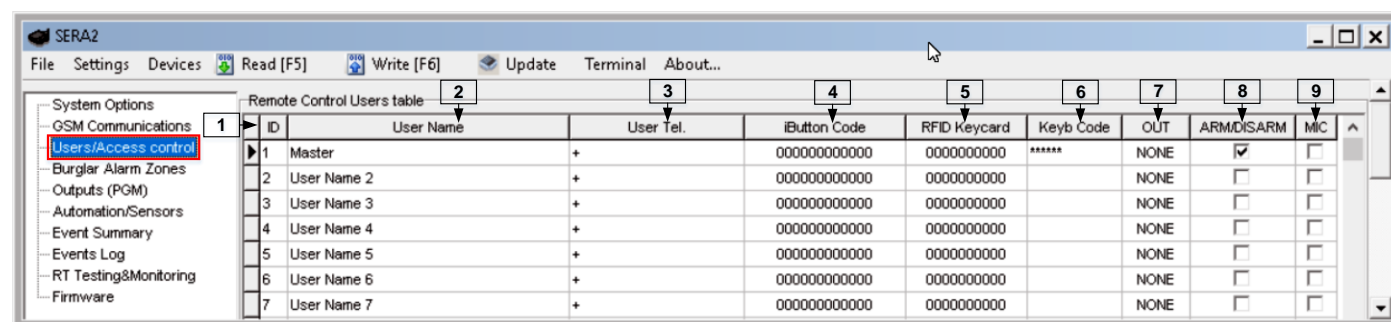 SERA2
File Settings Devices Read [F5] Write [F6] Update Terminal About...
System Options
GSM Communications
Users/Access control
Burglar Alarm Zones
Outputs (PGM)
Automation/Sensors
Event Summary
Events Log
RT Testing&Monitoring
Firmware
Remote Control Users table
1 2 3 4 5 6 7 8 9
ID User Name User Tel. iButton Code RFID Keycard Keyb Code OUT ARM/DISARM MIC
1 Master + 000000000000 0000000000 ****** NONE
2 User Name 2 + 000000000000 0000000000 NONE
3 User Name 3 + 000000000000 0000000000 NONE
4 User Name 4 + 000000000000 0000000000 NONE
5 User Name 5 + 000000000000 0000000000 NONE
6 User Name 6 + 000000000000 0000000000 NONE
7 User Name 7 + 000000000000 0000000000 NONE